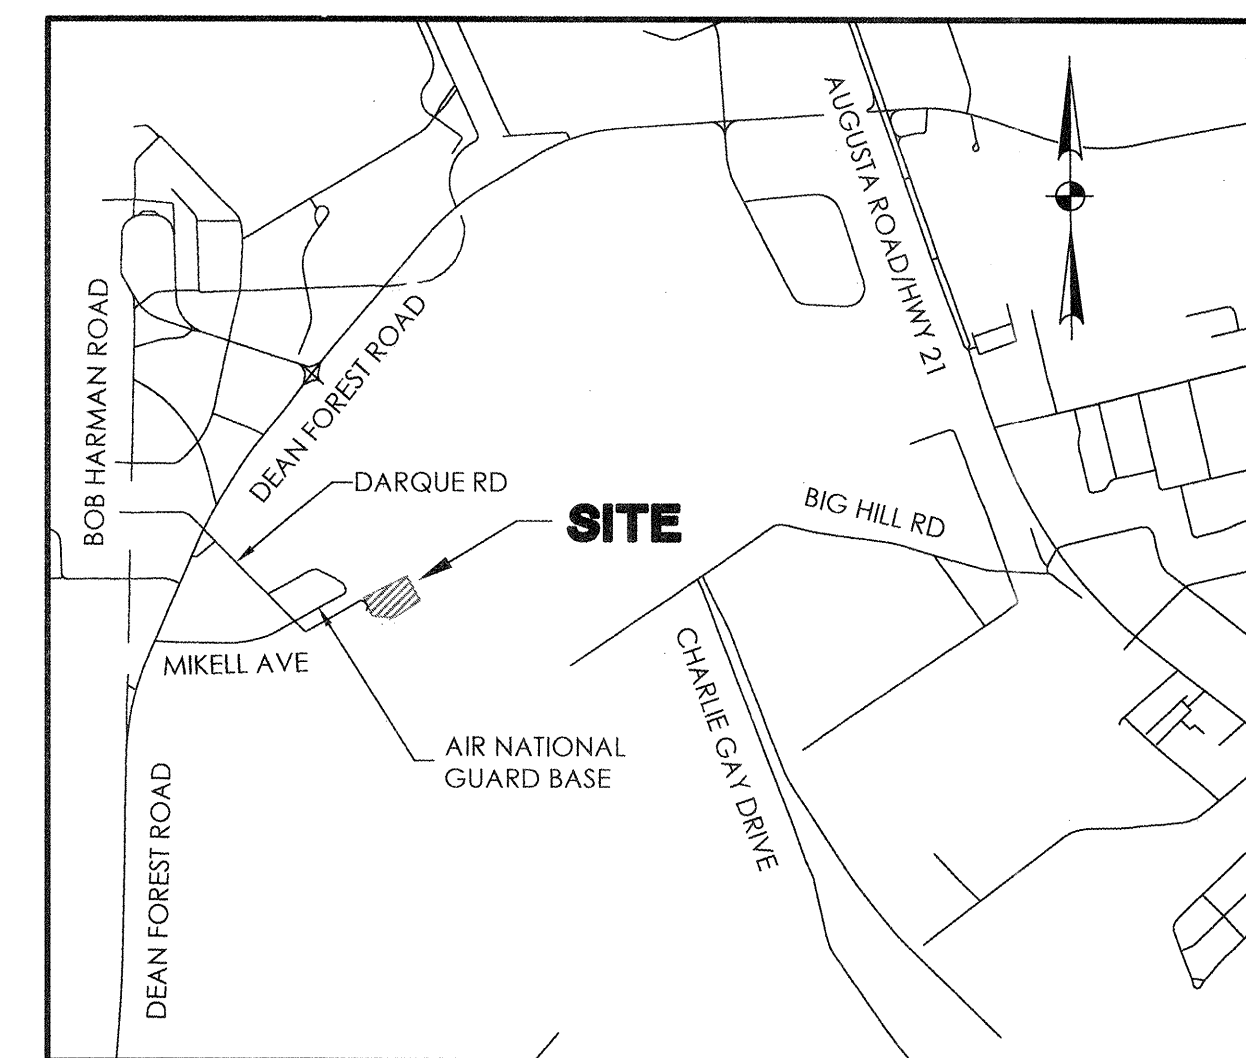 AUGUSTA ROAD/HWY 21
BOB HARMAN ROAD
DEAN FOREST ROAD
DARQUE RD
SITE
BIG HILL RD
MIKELL AVE
CHARLIE GAY DRIVE
AIR NATIONAL
GUARD BASE
DEAN FOREST ROAD